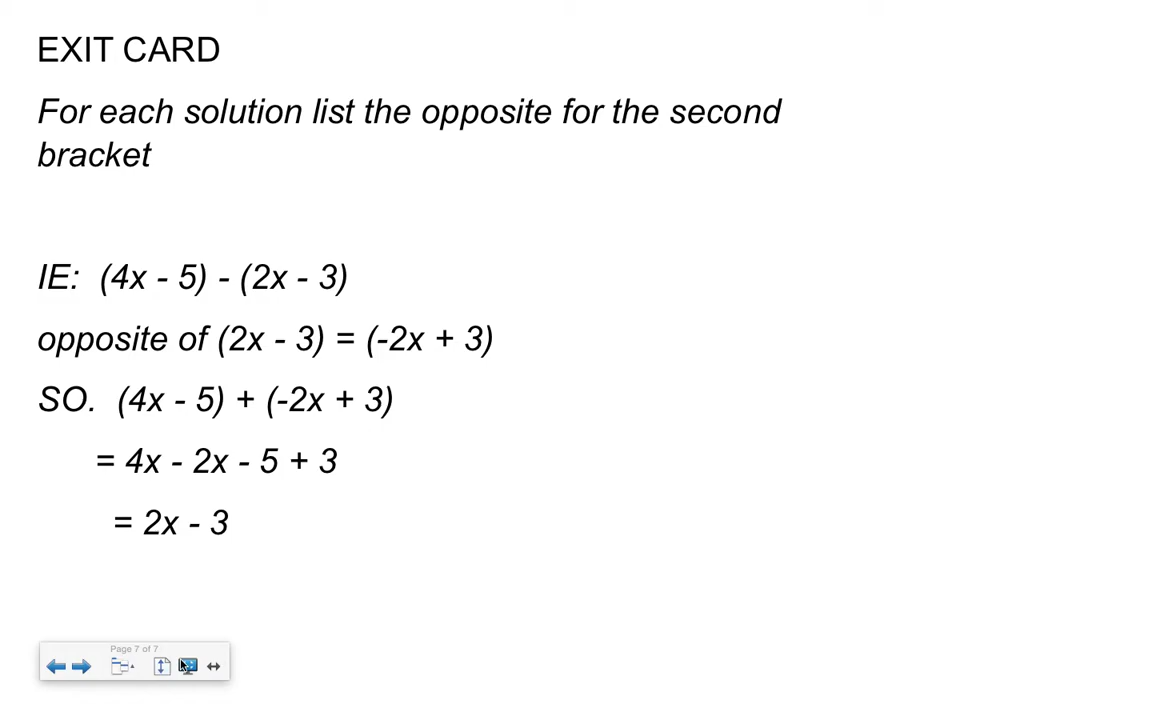 EXIT CARD
For each solution list the opposite for the second
bracket
IE: (4x - 5) - (2x - 3)
opposite of (2x - 3) = (-2x + 3)
SO. (4x - 5) + (-2x + 3)
= 4x - 2x - 5 + 3
= 2x - 3
Page 7 of 7